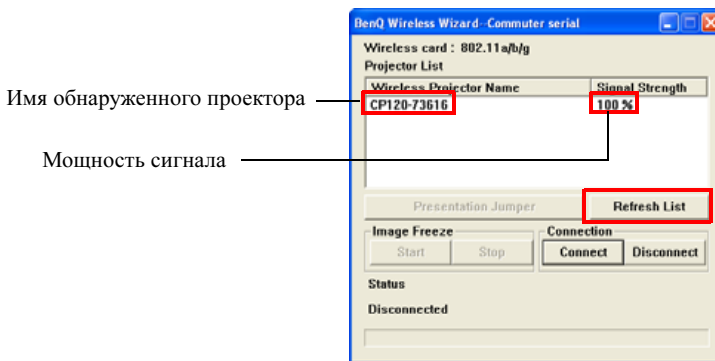 BenQ Wireless Wizard--Commuter serial
Wireless card : 802.11a/b/g
Projector List
Wireless Projector Name Signal Strength
Имя обнаруженного проектора
CP120-73616 100 %
Мощность сигнала
Presentation Jumper Refresh List
Image Freeze Connection
Start Stop Connect Disconnect
Status
Disconnected